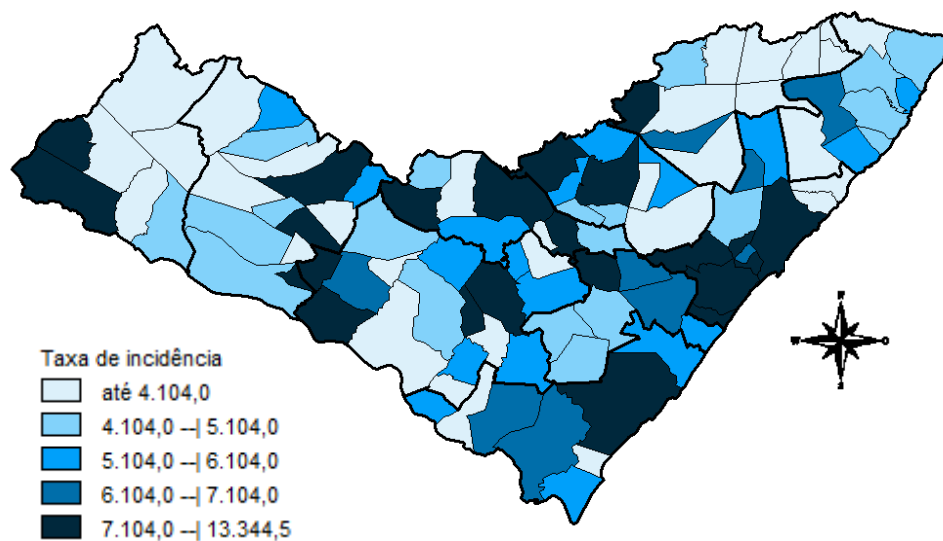 Taxa de incidência
até 4.104,0
4.104,0 --| 5.104,0
5.104,0 --| 6.104,0
6.104,0 --| 7.104,0
7.104,0 --| 13.344,5